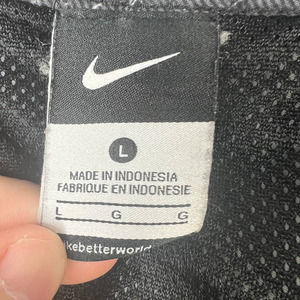 L
MADE IN INDONESIA
FABRIQUE EN INDONESIE
L G G
kebetterworld